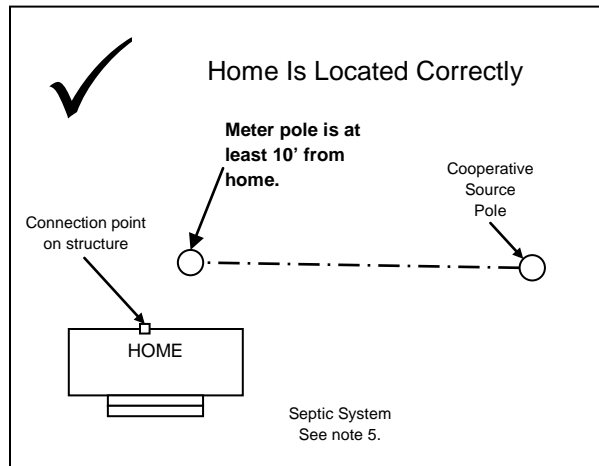 Home Is Located Correctly
Meter pole is at
least 10’ from
home.
Cooperative
Source
Pole
Connection point
on structure
HOME
Septic System
See note 5.